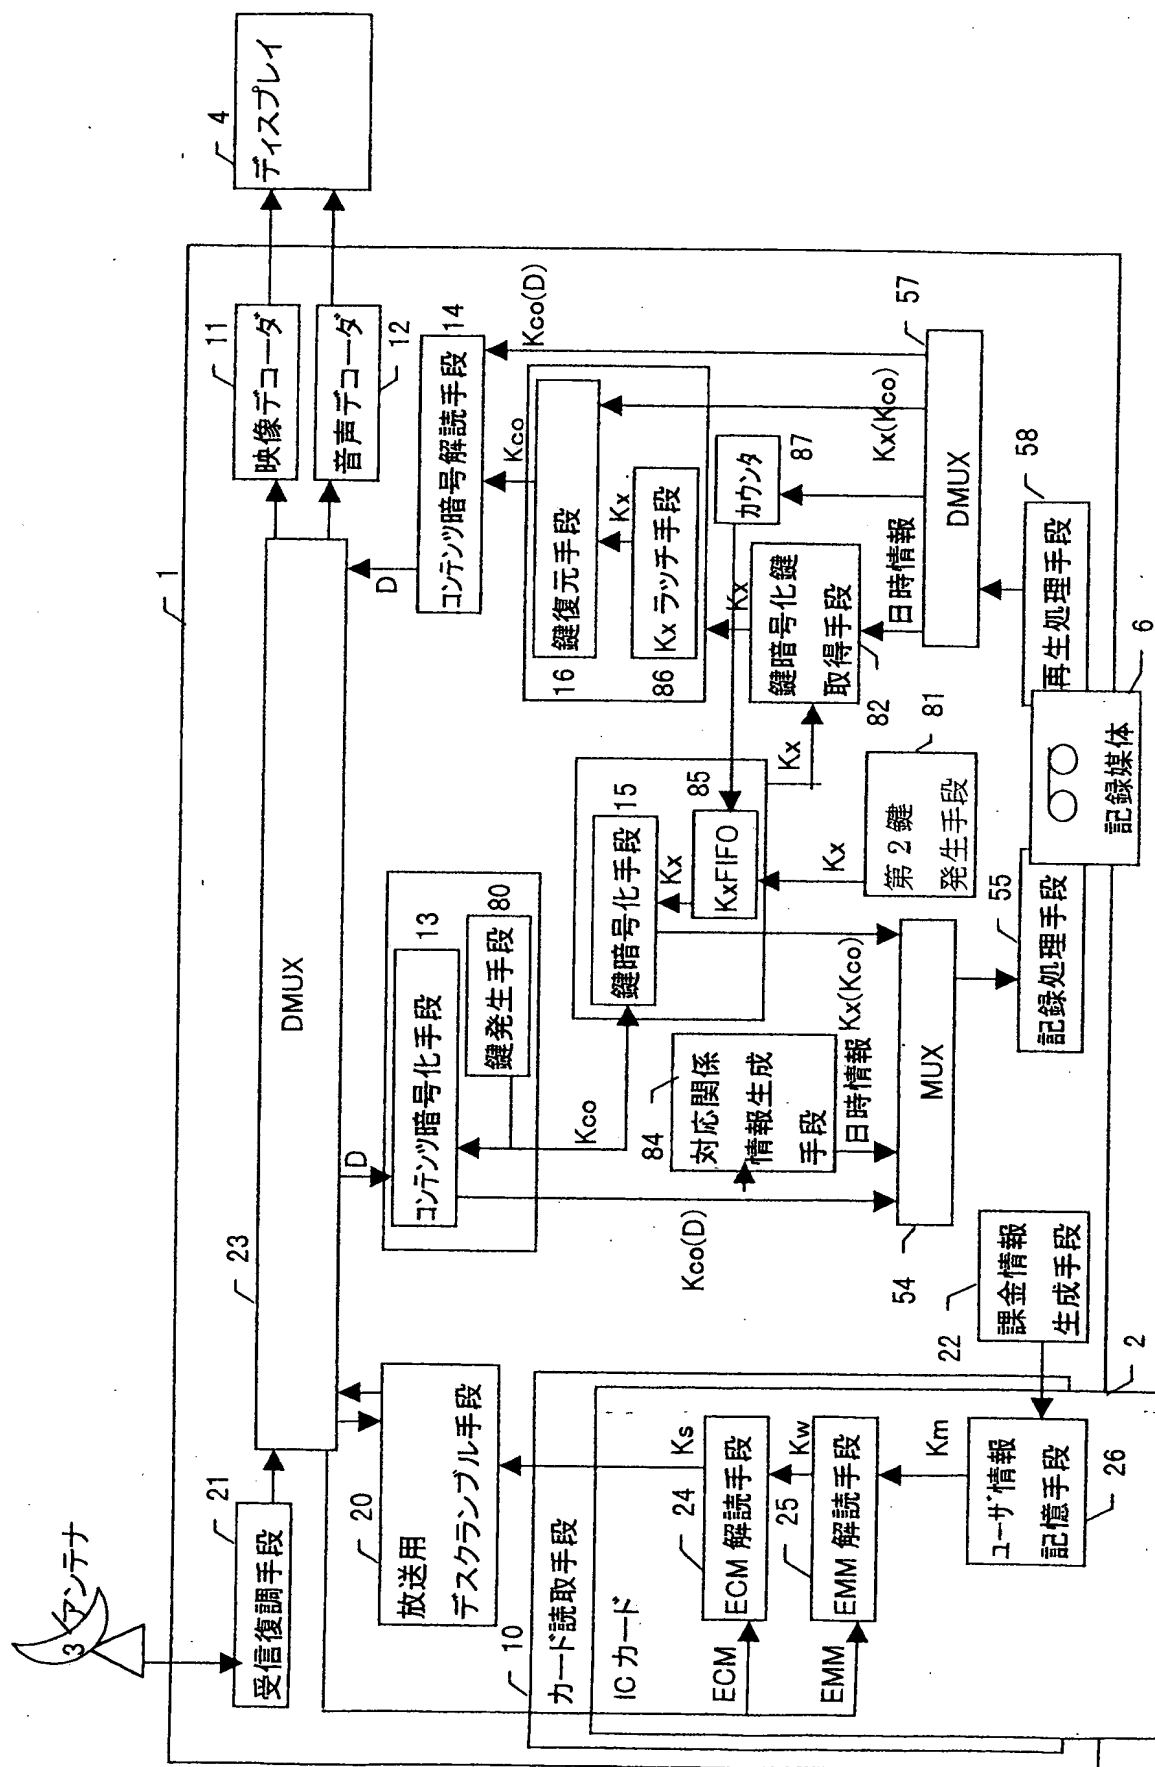 アンテナ
3
受信復調手段
21
DMUX
23
1
映像デコーダ
11
音声デコーダ
12
ディスプレイ
4
放送用
デスクランブル手段
20
D
コンテンツ暗号化手段
13
鍵発生手段
80
Kco
鍵暗号化手段
15
Kx
KxFIFO
85
Kx
D
コンテンツ暗号解読手段
14
Kco
Kco(D)
鍵復元手段
16
Kx
Kx ラッチ手段
86
Kx
カウンタ
87
Kx(Kco)
鍵暗号化鍵
取得手段
82
Kx
日時情報
DMUX
57
第2鍵
発生手段
81
対応関係
情報生成
手段
84
Kco(D)
日時情報
Kx(Kco)
MUX
54
記録処理手段
55
再生処理手段
58
記録媒体
6
カード読取手段
10
IC カード
2
ECM
ECM 解読手段
24
Ks
EMM
EMM 解読手段
25
Kw
Km
ユーザ情報
記憶手段
26
課金情報
生成手段
22